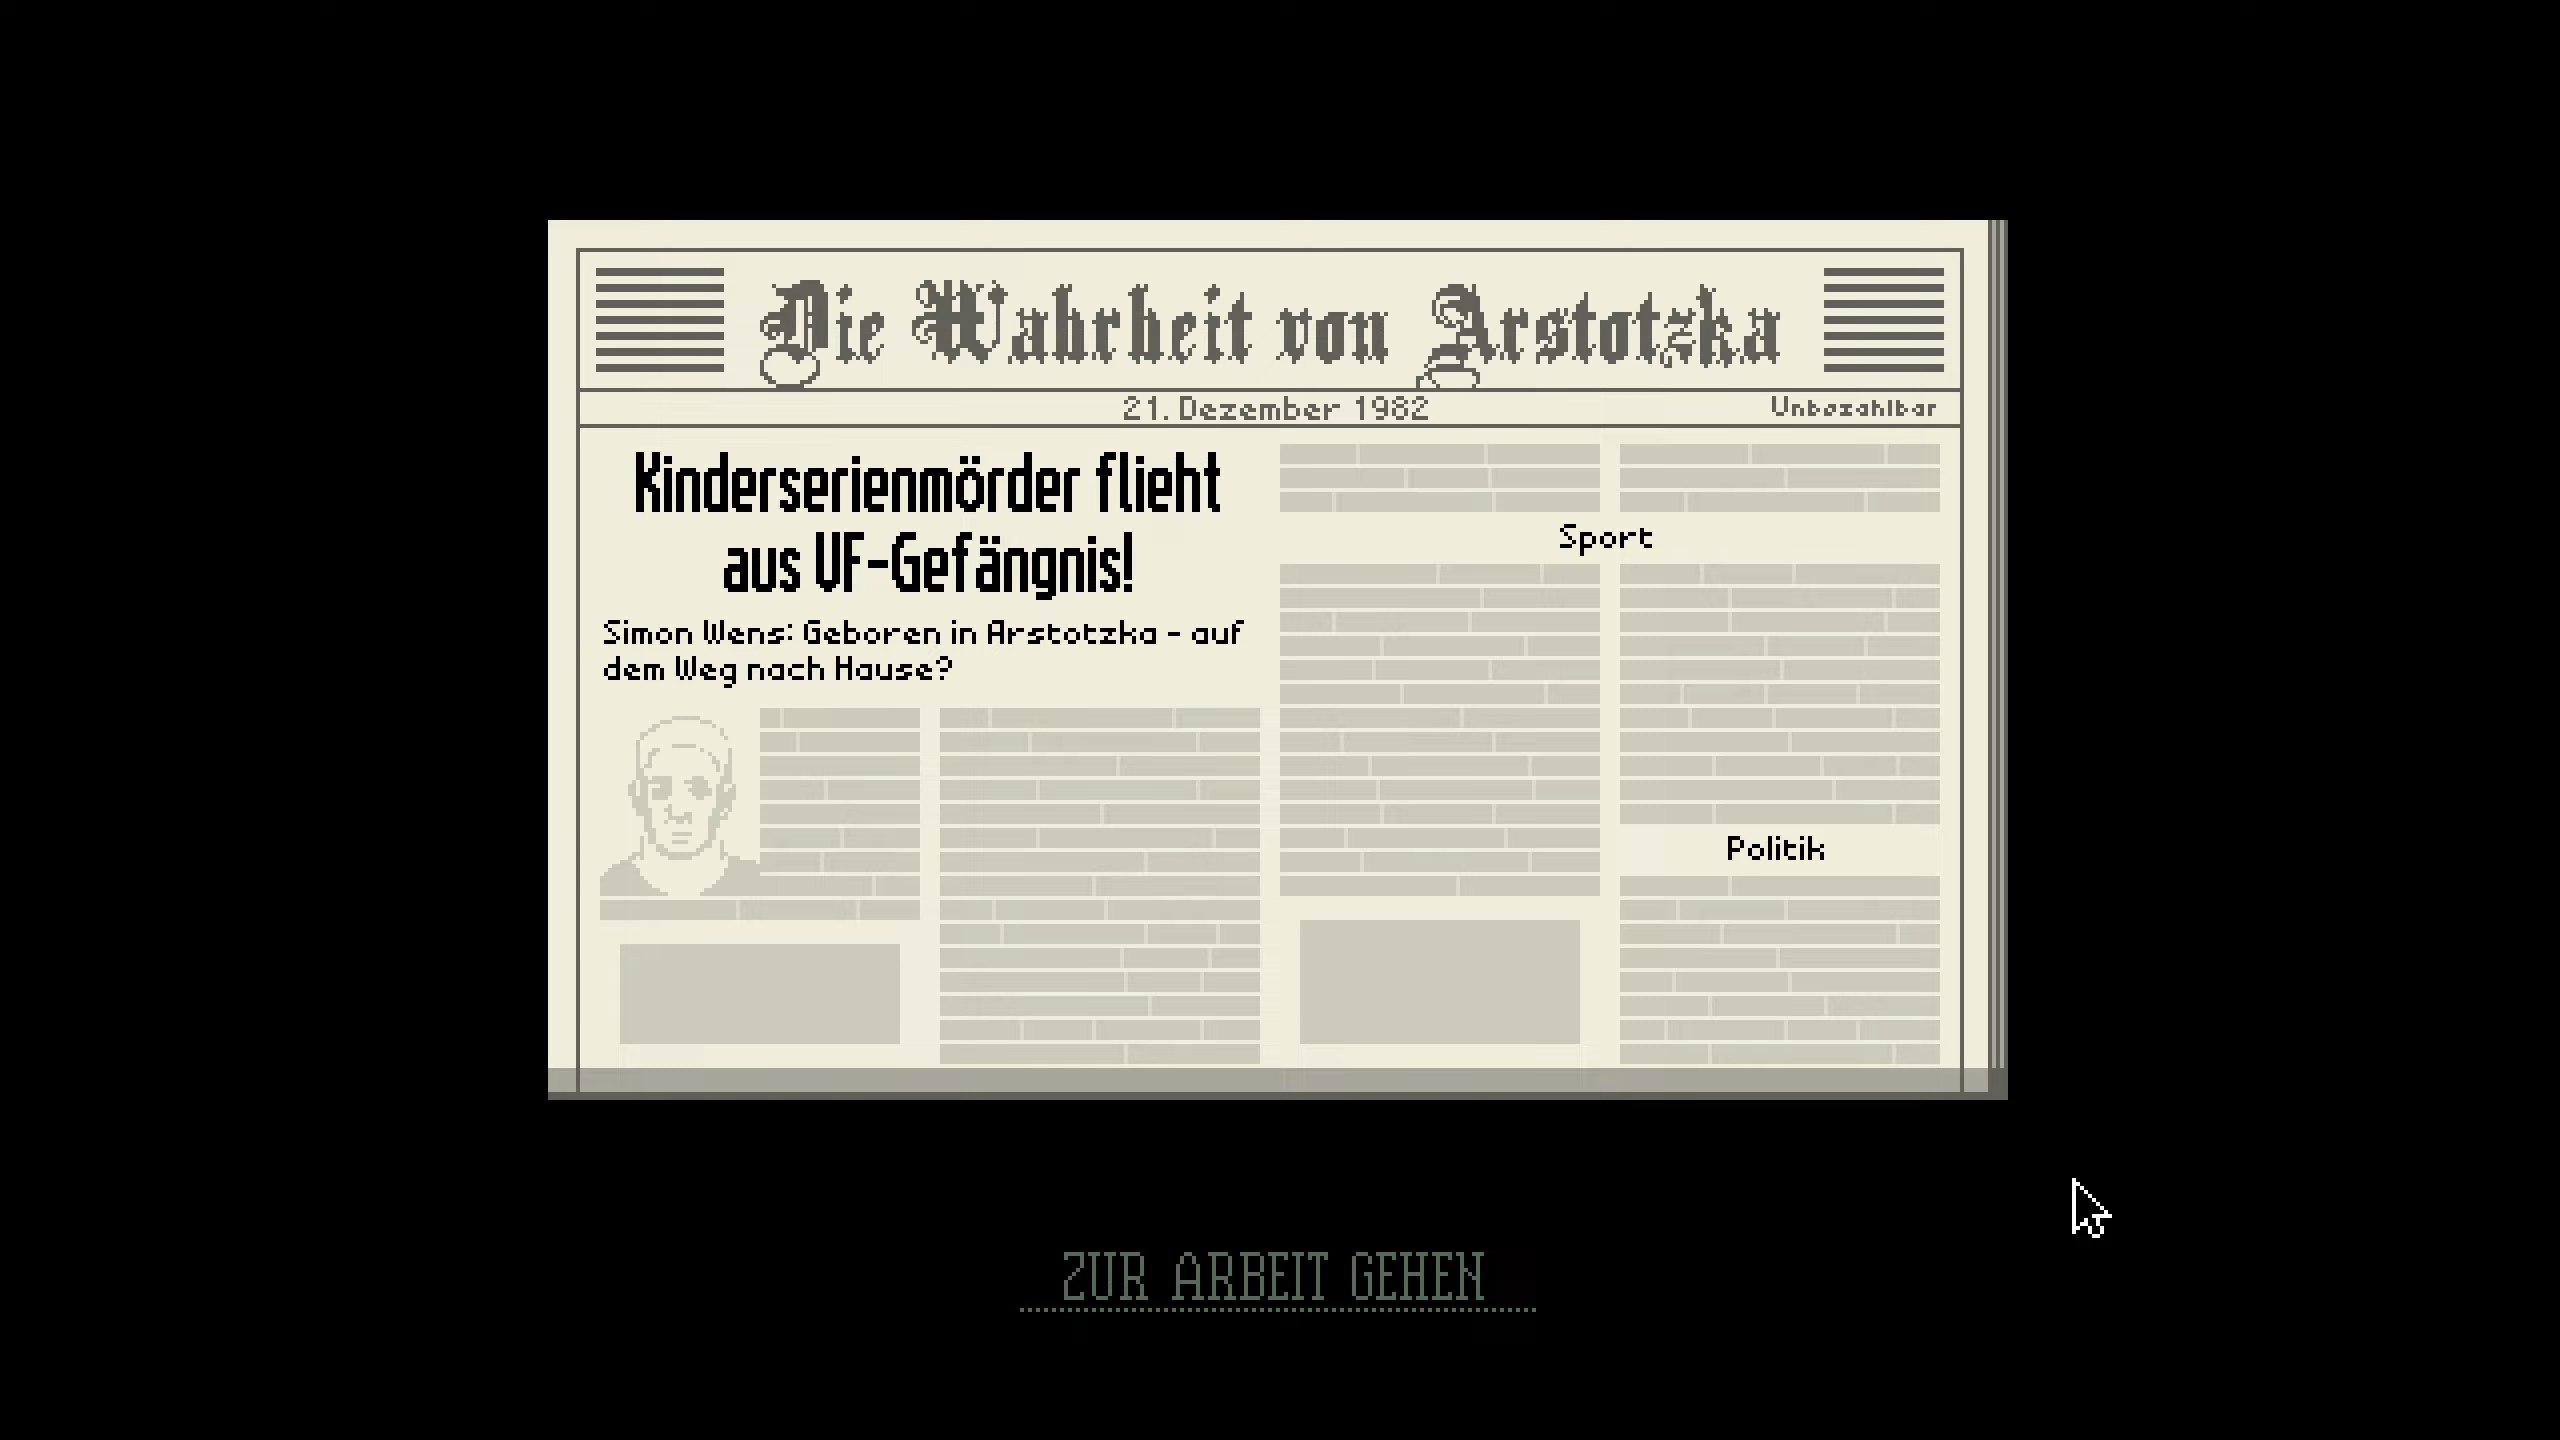 Die Wahrheit von Arstotzka
21. Dezember 1982
Unbezahlbar
Kinderserienmörder flieht
aus VF-Gefängnis!
Simon Wens: Geboren in Arstotzka - auf
dem Weg nach Hause?
Sport
Politik
ZUR ARBEIT GEHEN